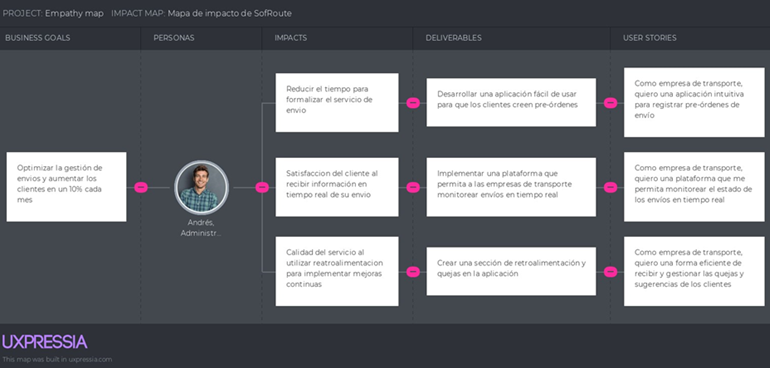 PROJECT: Empathy map IMPACT MAP: Mapa de impacto de SofRoute
BUSINESS GOALS
PERSONAS
IMPACTS
DELIVERABLES
USER STORIES
Optimizar la gestión de
envíos y aumentar los
clientes en un 10% cada
mes
Andrés,
Administr...
Reducir el tiempo para
formalizar el servicio de
envio
Desarrollar una aplicación fácil de usar
para que los clientes creen pre-órdenes
Como empresa de transporte,
quiero una aplicación intuitiva
para registrar pre-órdenes de
envío
Satisfaccion del cliente al
recibir información en
tiempo real de su envio
Implementar una plataforma que
permita a las empresas de transporte
monitorear envíos en tiempo real
Como empresa de transporte,
quiero una plataforma que me
permita monitorear el estado de
los envíos en tiempo real
Calidad del servicio al
utilizar reatroalimentacion
para implementar mejoras
continuas
Crear una sección de retroalimentación y
quejas en la aplicación
Como empresa de transporte,
quiero una forma eficiente de
recibir y gestionar las quejas y
sugerencias de los clientes
UXPRESSIA
This map was built in uxpressia.com